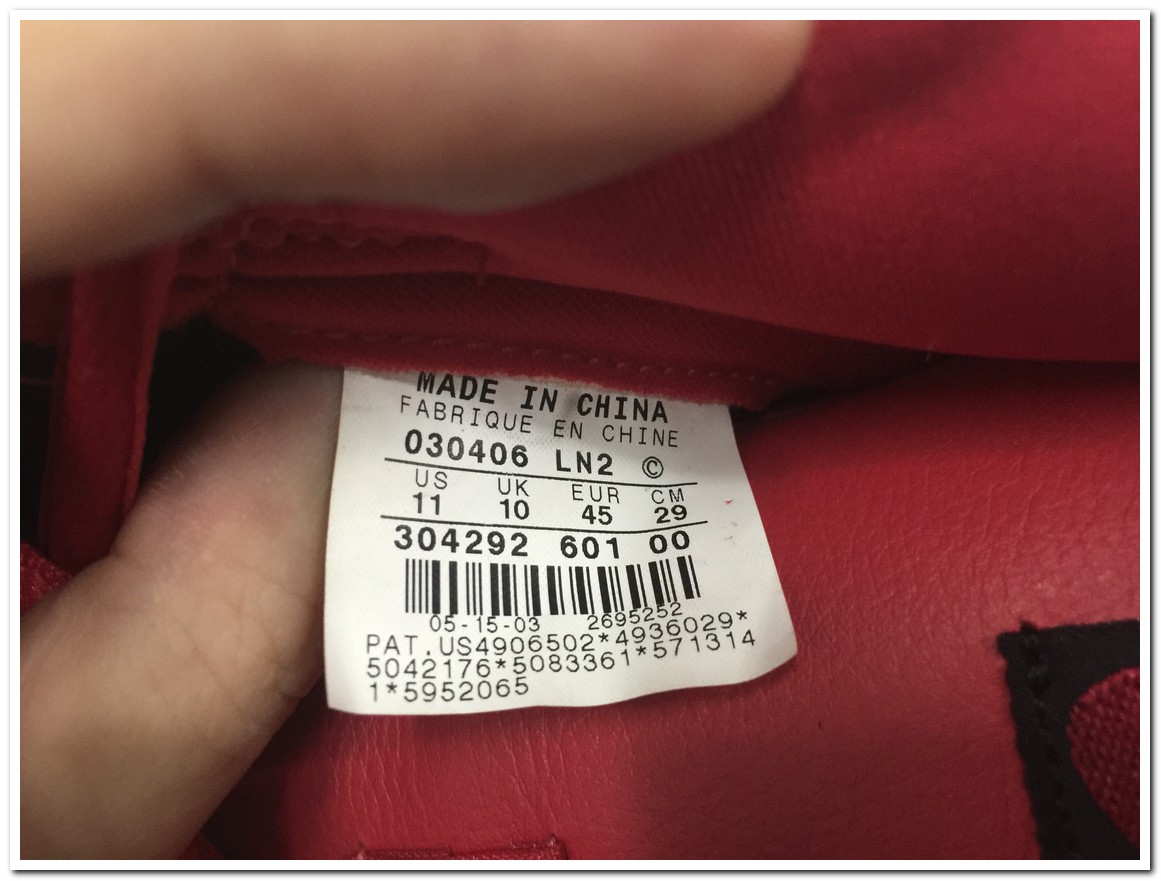 MADE IN CHINA
FABRIQUE EN CHINE
030406 LN2 ©
US UK EUR CM
11 10 45 29
304292 601 00
05-15-03 2695252
PAT.US4906502*4936029*
5042176*5083361*571314
1*5952065